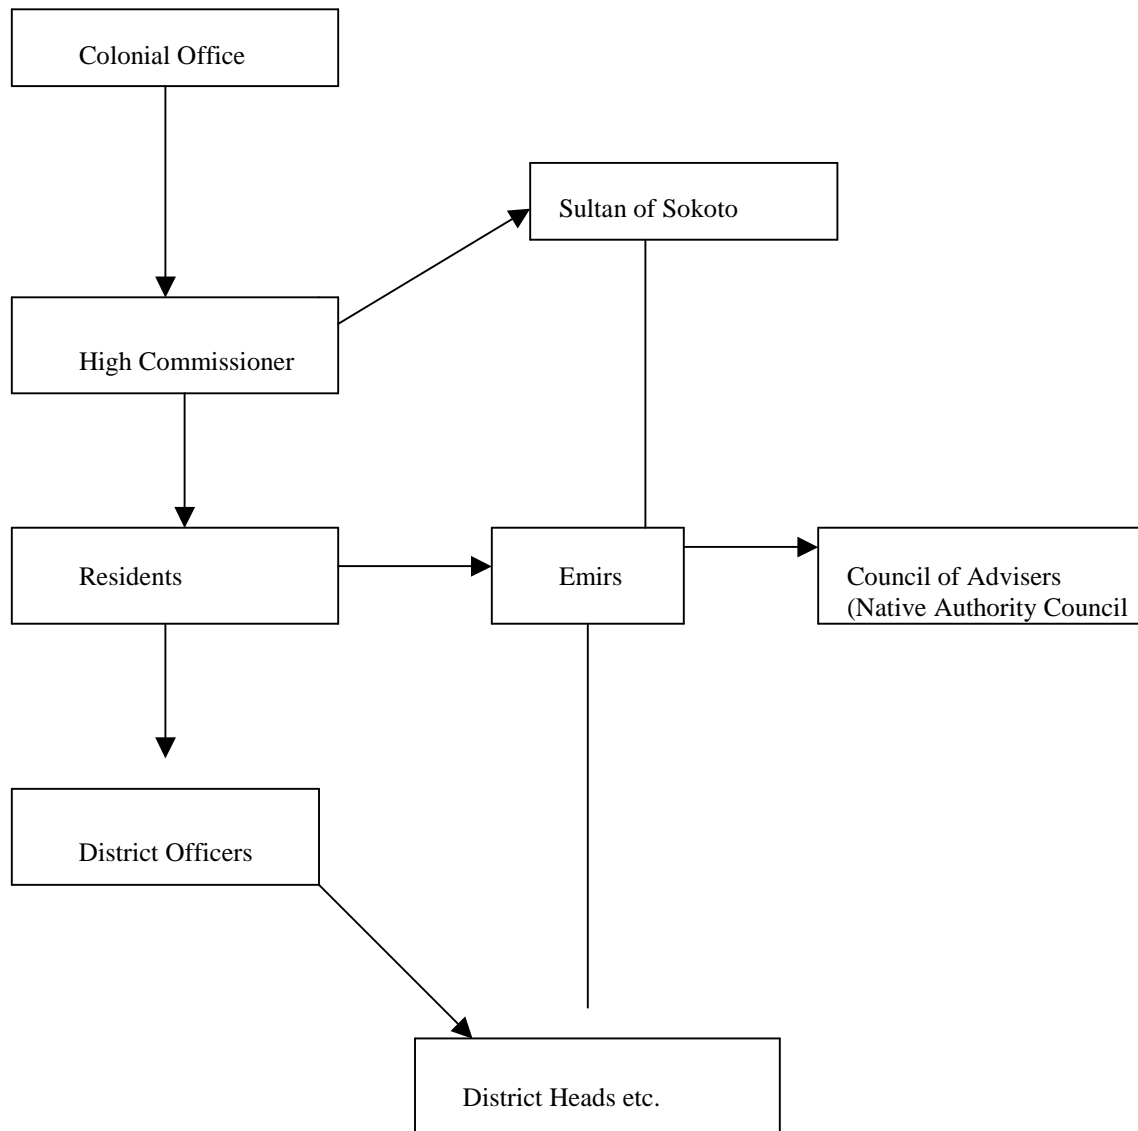 Colonial Office
Sultan of Sokoto
High Commissioner
Residents
Emirs
Council of Advisers
(Native Authority Council
District Officers
District Heads etc.